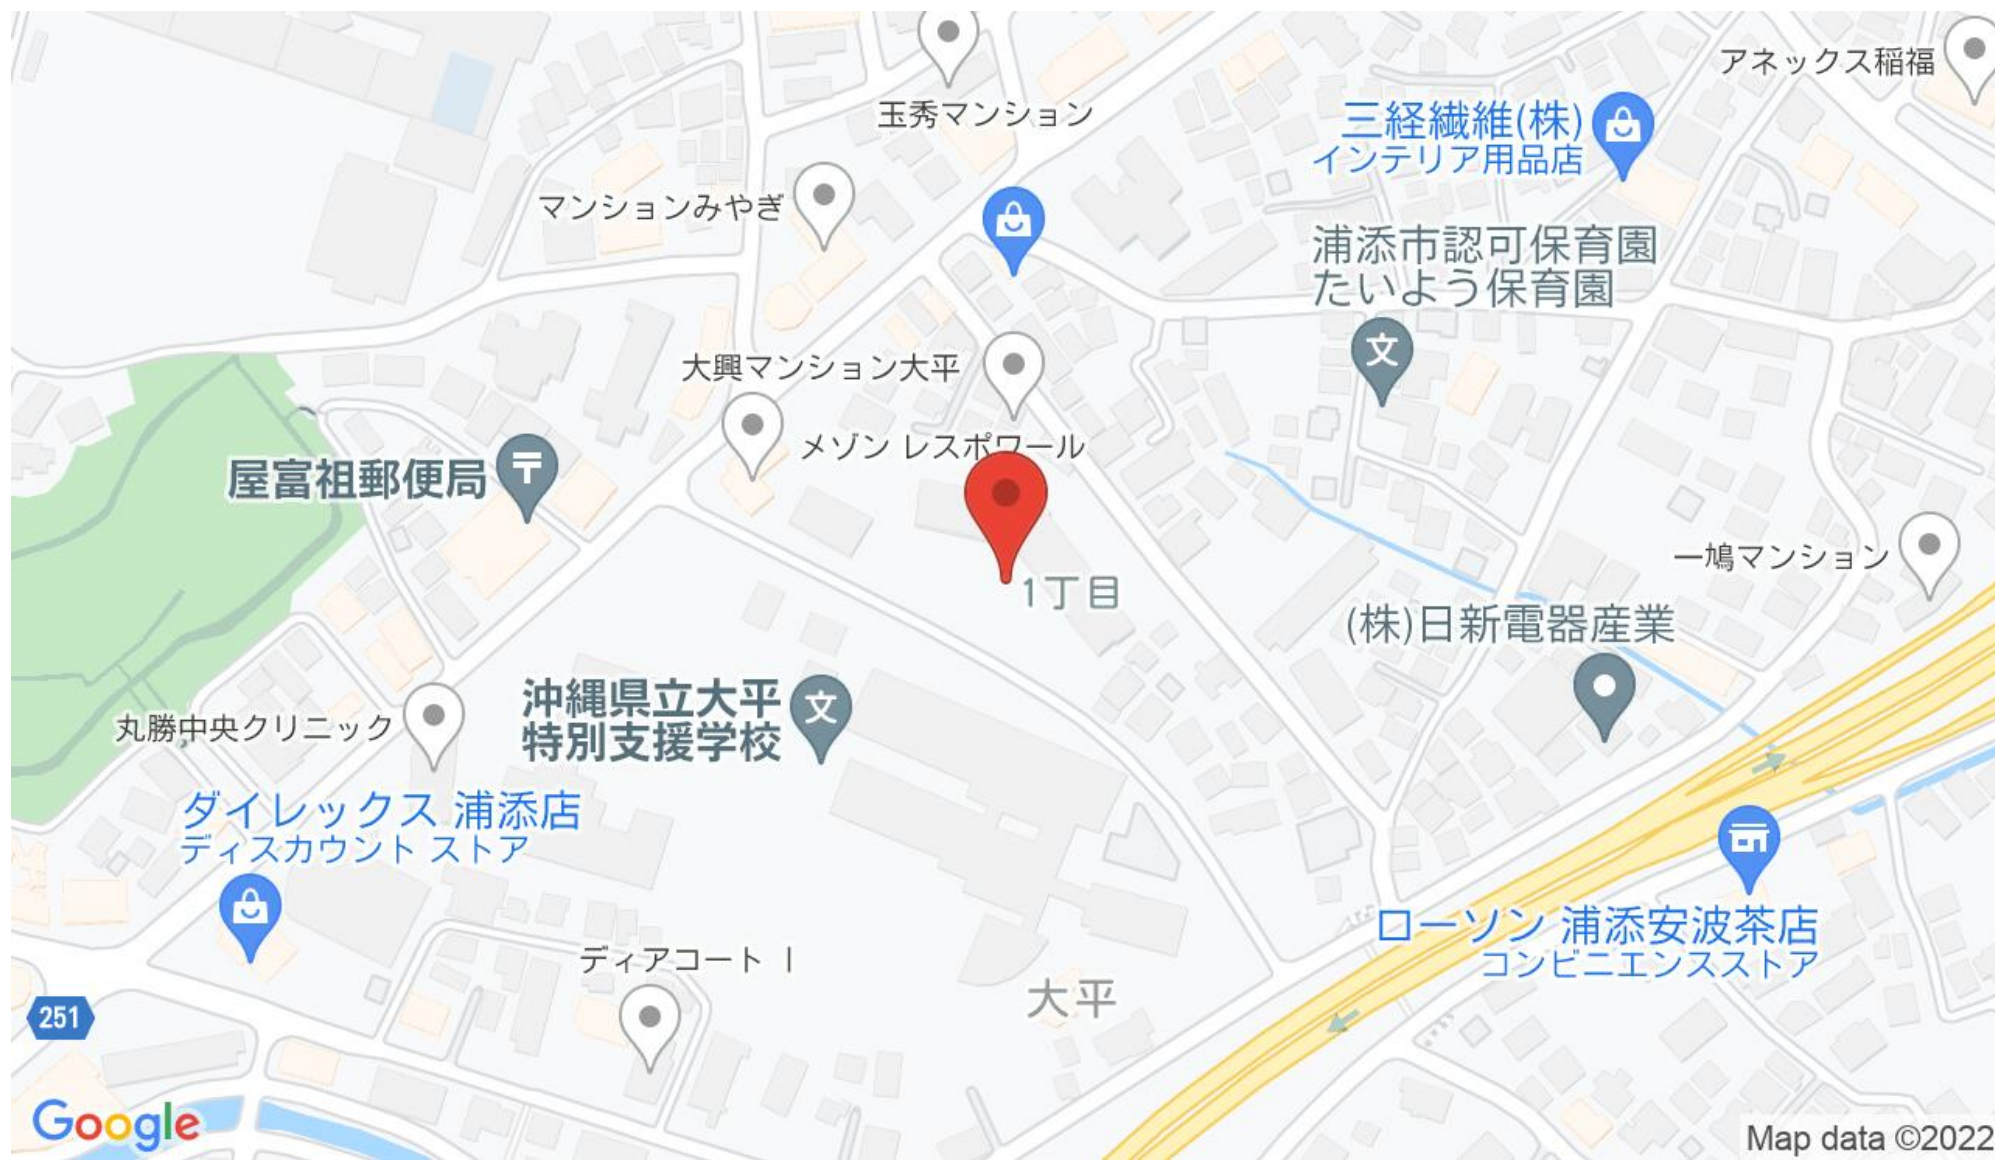 アネックス稲福
玉秀マンション
三経繊維(株)
インテリア用品店
マンションみやぎ
浦添市認可保育園
たいよう保育園
文
大興マンション大平
メゾン レスポワール
屋富祖郵便局
〒
1丁目
一鳩マンション
(株)日新電器産業
沖縄県立大平
特別支援学校
文
丸勝中央クリニック
ダイレックス 浦添店
ディスカウント ストア
ローソン 浦添安波茶店
コンビニエンスストア
ディアコート Ⅰ
大平
251
Google
Map data ©2022